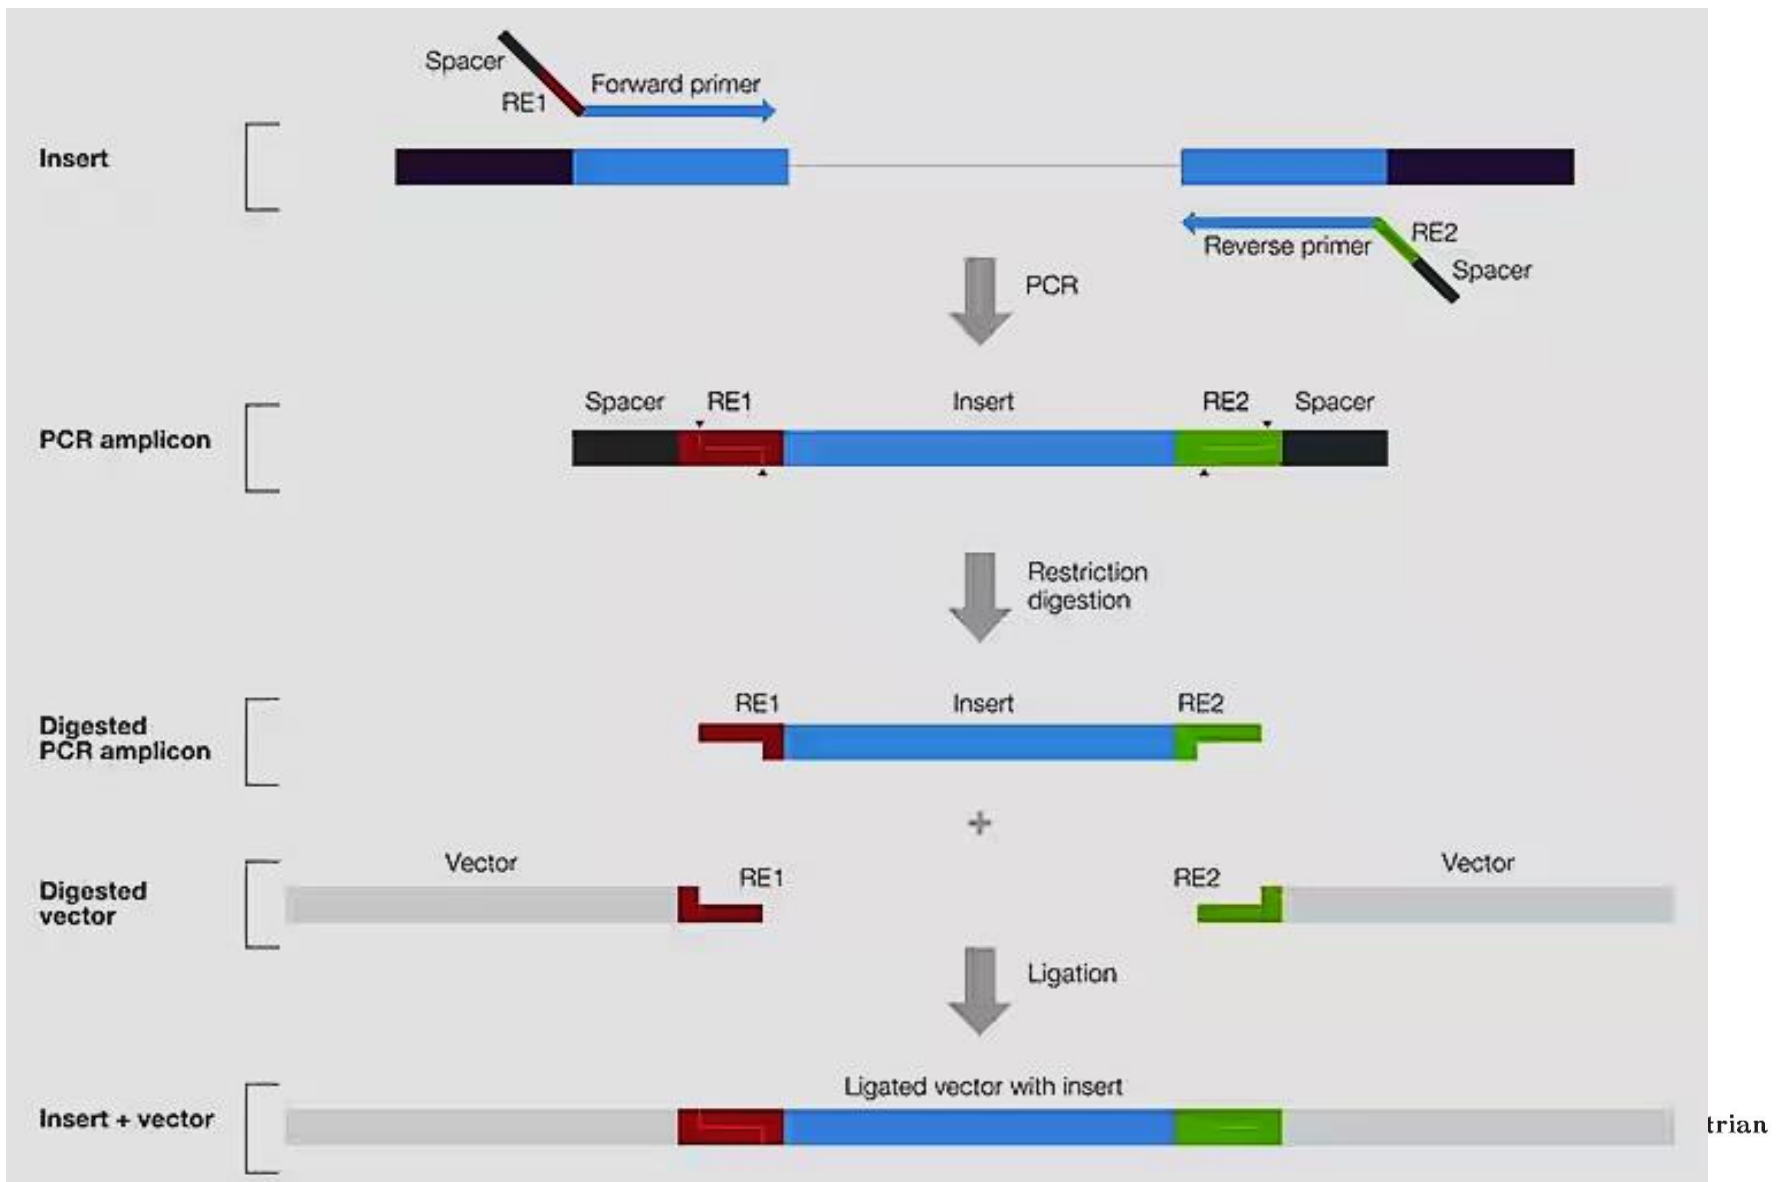 Spacer
RE1
Forward primer
Insert
Reverse primer
RE2
Spacer
PCR
Spacer RE1 Insert RE2 Spacer
PCR amplicon
Restriction
digestion
RE1 Insert RE2
Digested
PCR amplicon
+
Vector Vector
RE1 RE2
Digested
vector
Ligation
Ligated vector with insert
Insert + vector
trian